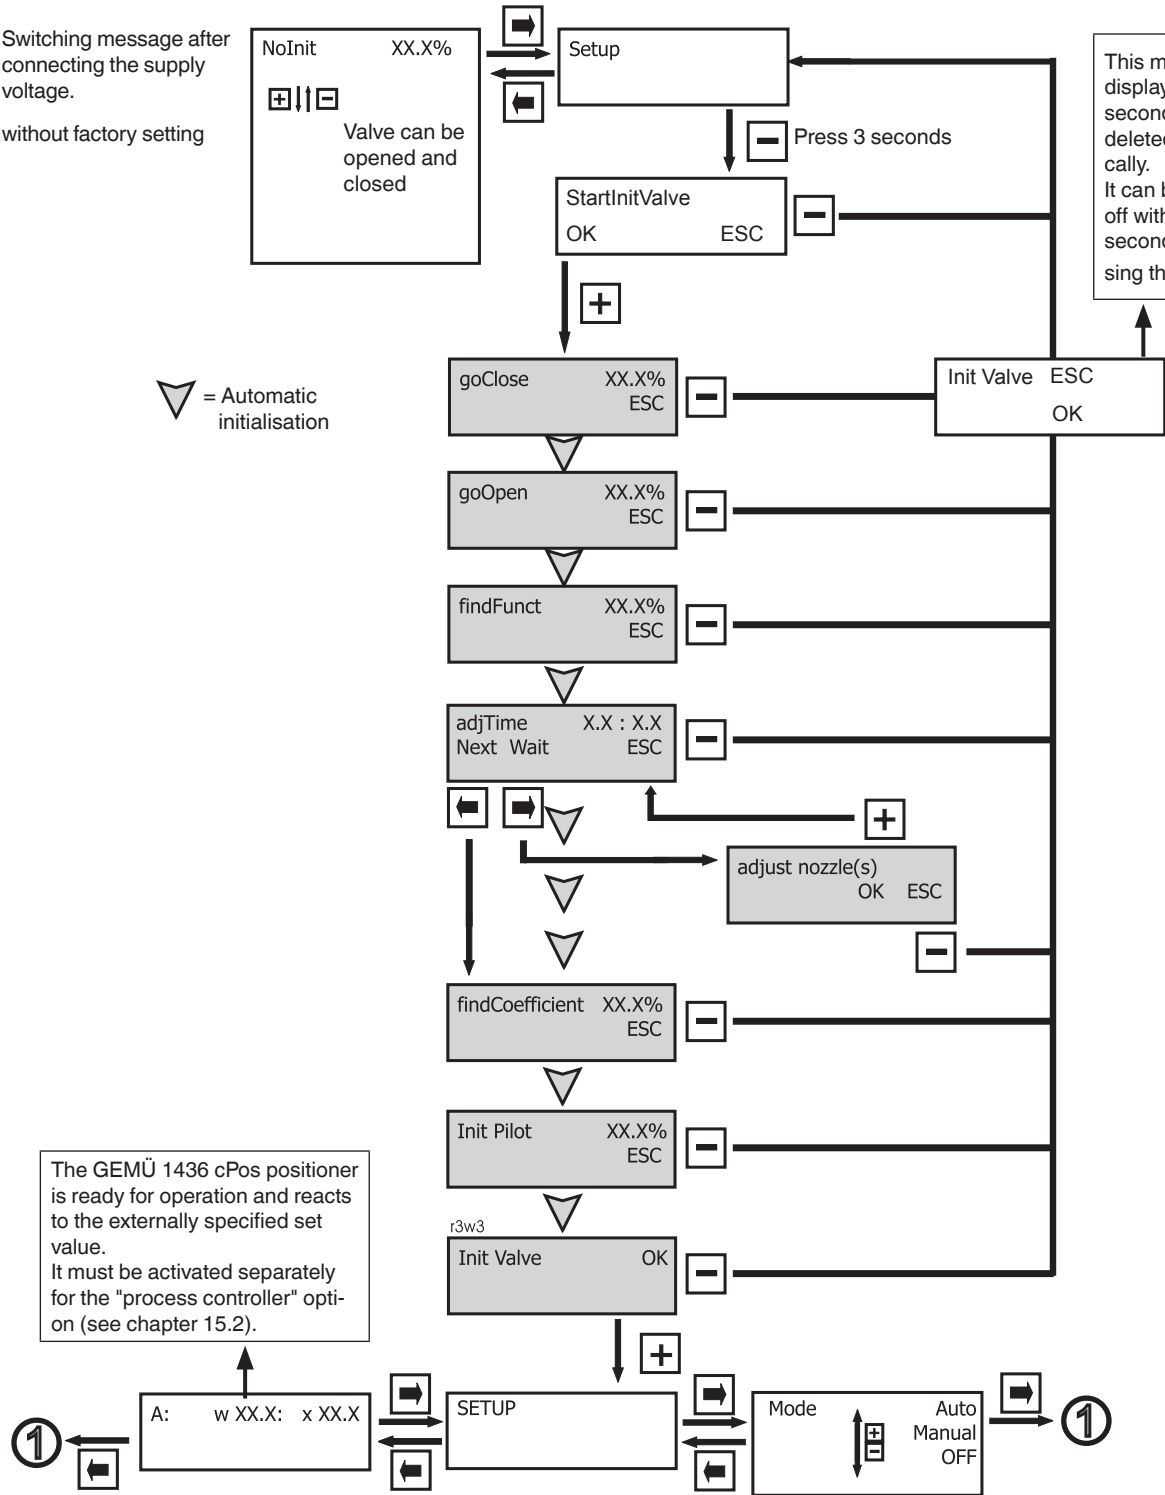 Switching message after
connecting the supply
voltage.
without factory setting
NoInit XX.X%
+ −
Valve can be
opened and
closed
Setup
− Press 3 seconds
StartInitValve
OK ESC
−
+
This
display
It can
off with
sing
= Automatic
initialisation
goClose XX.X%
ESC
−
Init Valve ESC
OK
goOpen XX.X%
ESC
−
findFunct XX.X%
ESC
−
adjTime X.X : X.X
Next Wait ESC
−
+
adjust nozzle(s)
OK ESC
−
findCoefficient XX.X%
ESC
−
Init Pilot XX.X%
ESC
−
r3w3
Init Valve OK
−
+
The GEMÜ 1436 cPos positioner
is ready for operation and reacts
to the externally specified set
value.
It must be activated separately
for the "process controller" opti-
on (see chapter 15.2).
1
A: w XX.X: x XX.X
SETUP
Mode Auto
+ Manual
− OFF
1